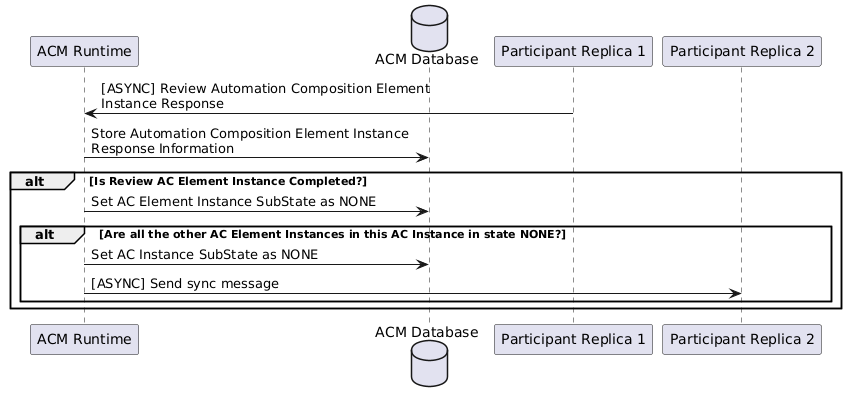 ACM Runtime
ACM Database
Participant Replica 1
Participant Replica 2
[ASYNC] Review Automation Composition Element
Instance Response
Store Automation Composition Element Instance
Response Information
alt
[Is Review AC Element Instance Completed?]
Set AC Element Instance SubState as NONE
alt
[Are all the other AC Element Instances in this AC Instance in state NONE?]
Set AC Instance SubState as NONE
[ASYNC] Send sync message
ACM Runtime
ACM Database
Participant Replica 1
Participant Replica 2